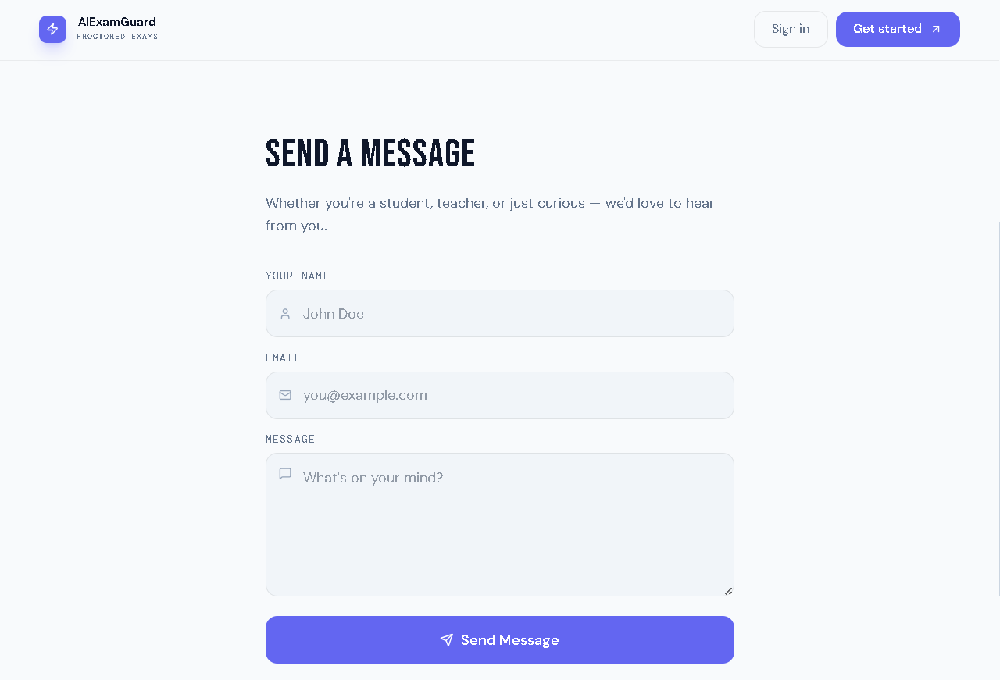 AIExamGuard
PROCTORED EXAMS
Sign in
Get started
SEND A MESSAGE
Whether you're a student, teacher, or just curious — we'd love to hear
from you.
YOUR NAME
John Doe
EMAIL
you@example.com
MESSAGE
What's on your mind?
Send Message